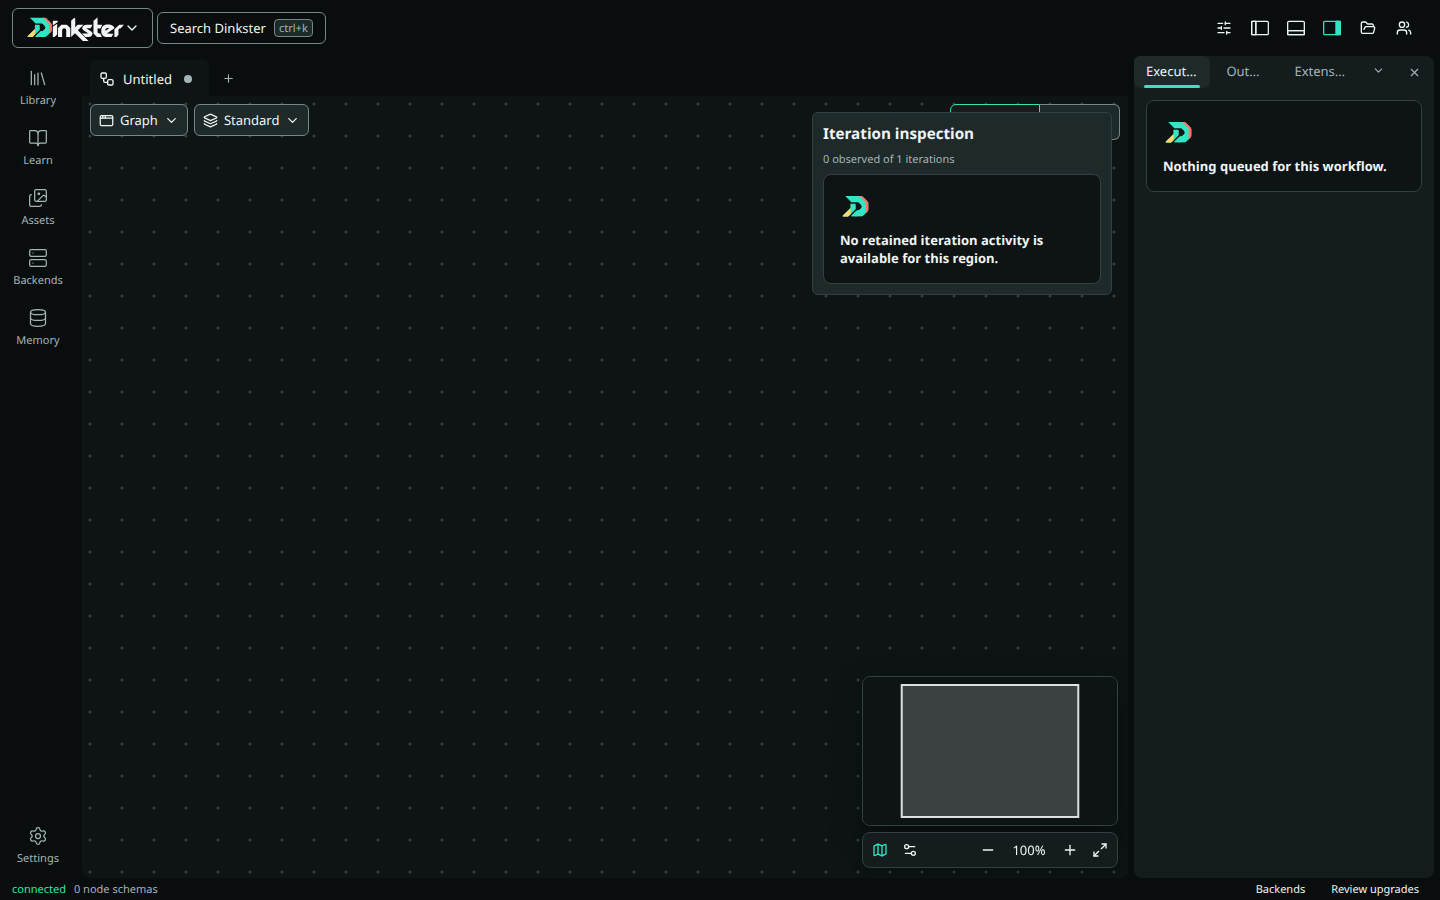 Dinkster
Search Dinkster ctrl+k
Untitled
Execut...
Out...
Extens...
Library
Learn
Assets
Backends
Memory
Settings
Graph
Standard
Iteration inspection
0 observed of 1 iterations
No retained iteration activity is
available for this region.
Nothing queued for this workflow.
100%
connected
0 node schemas
Backends
Review upgrades